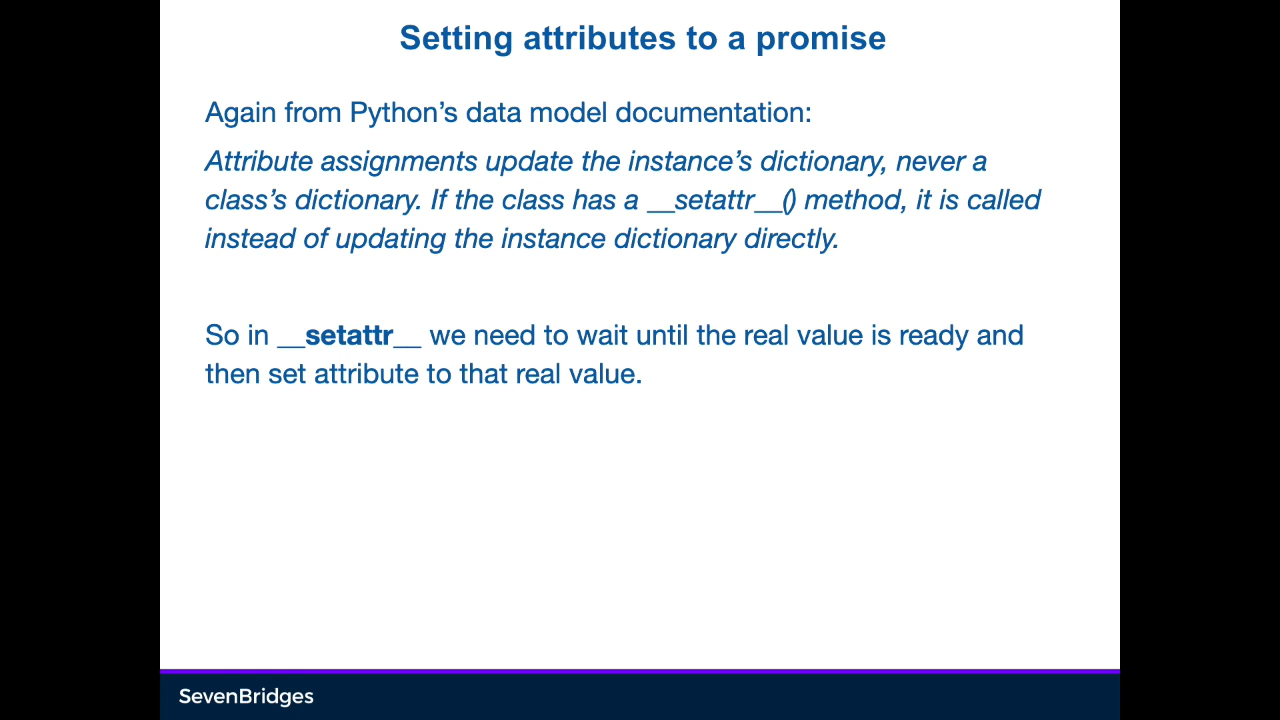 Setting attributes to a promise
Again from Python’s data model documentation:
Attribute assignments update the instance’s dictionary, never a
class’s dictionary. If the class has a __setattr__() method, it is called
instead of updating the instance dictionary directly.
So in __setattr__ we need to wait until the real value is ready and
then set attribute to that real value.
SevenBridges